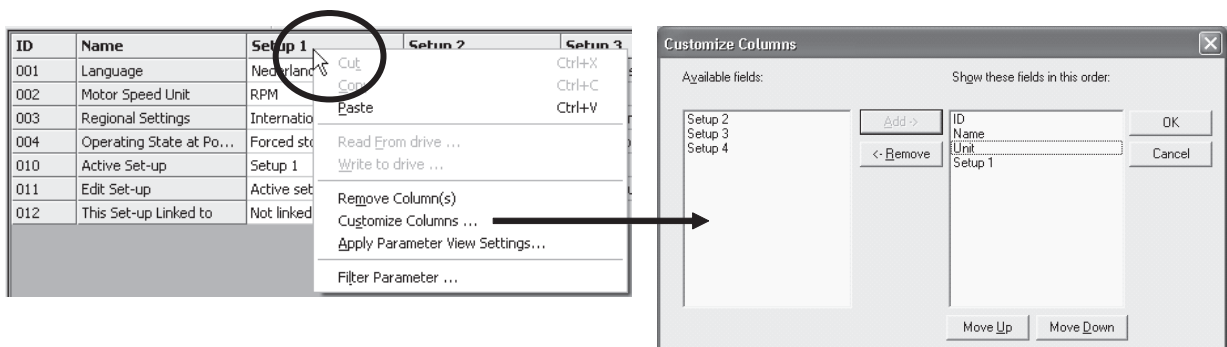 ID Name Setup 1 Setup 2 Setup 3
001 Language
002 Motor Speed Unit RPM
003 Regional Settings
004 Operating State at Po... Forced
010 Active Set-up Setup 1
011 Edit Set-up Active
012 This Set-up Linked to Not linked
Cut Ctrl+X
Copy Ctrl+C
Paste Ctrl+V
Read From drive ...
Write to drive ...
Remove Column(s)
Customize Columns ...
Apply Parameter View Settings...
Filter Parameter ...
Customize Columns
Available fields:
Setup 2
Setup 3
Setup 4
Add ->
<- Remove
Show these fields in this order:
ID
Name
Unit
Setup 1
OK
Cancel
Move Up Move Down